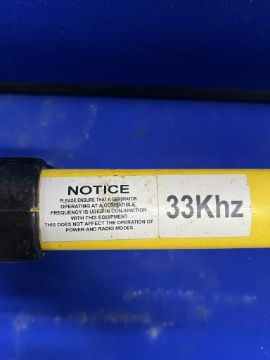 NOTICE
PLEASE ENSURE THAT A GENERATOR
OPERATING AT A COMPATIBLE
FREQUENCY IS USED IN CONJUNCTION
WITH THIS EQUIPMENT
THIS DOES NOT AFFECT THE OPERATION OF
POWER AND RADIO MODES
33Khz